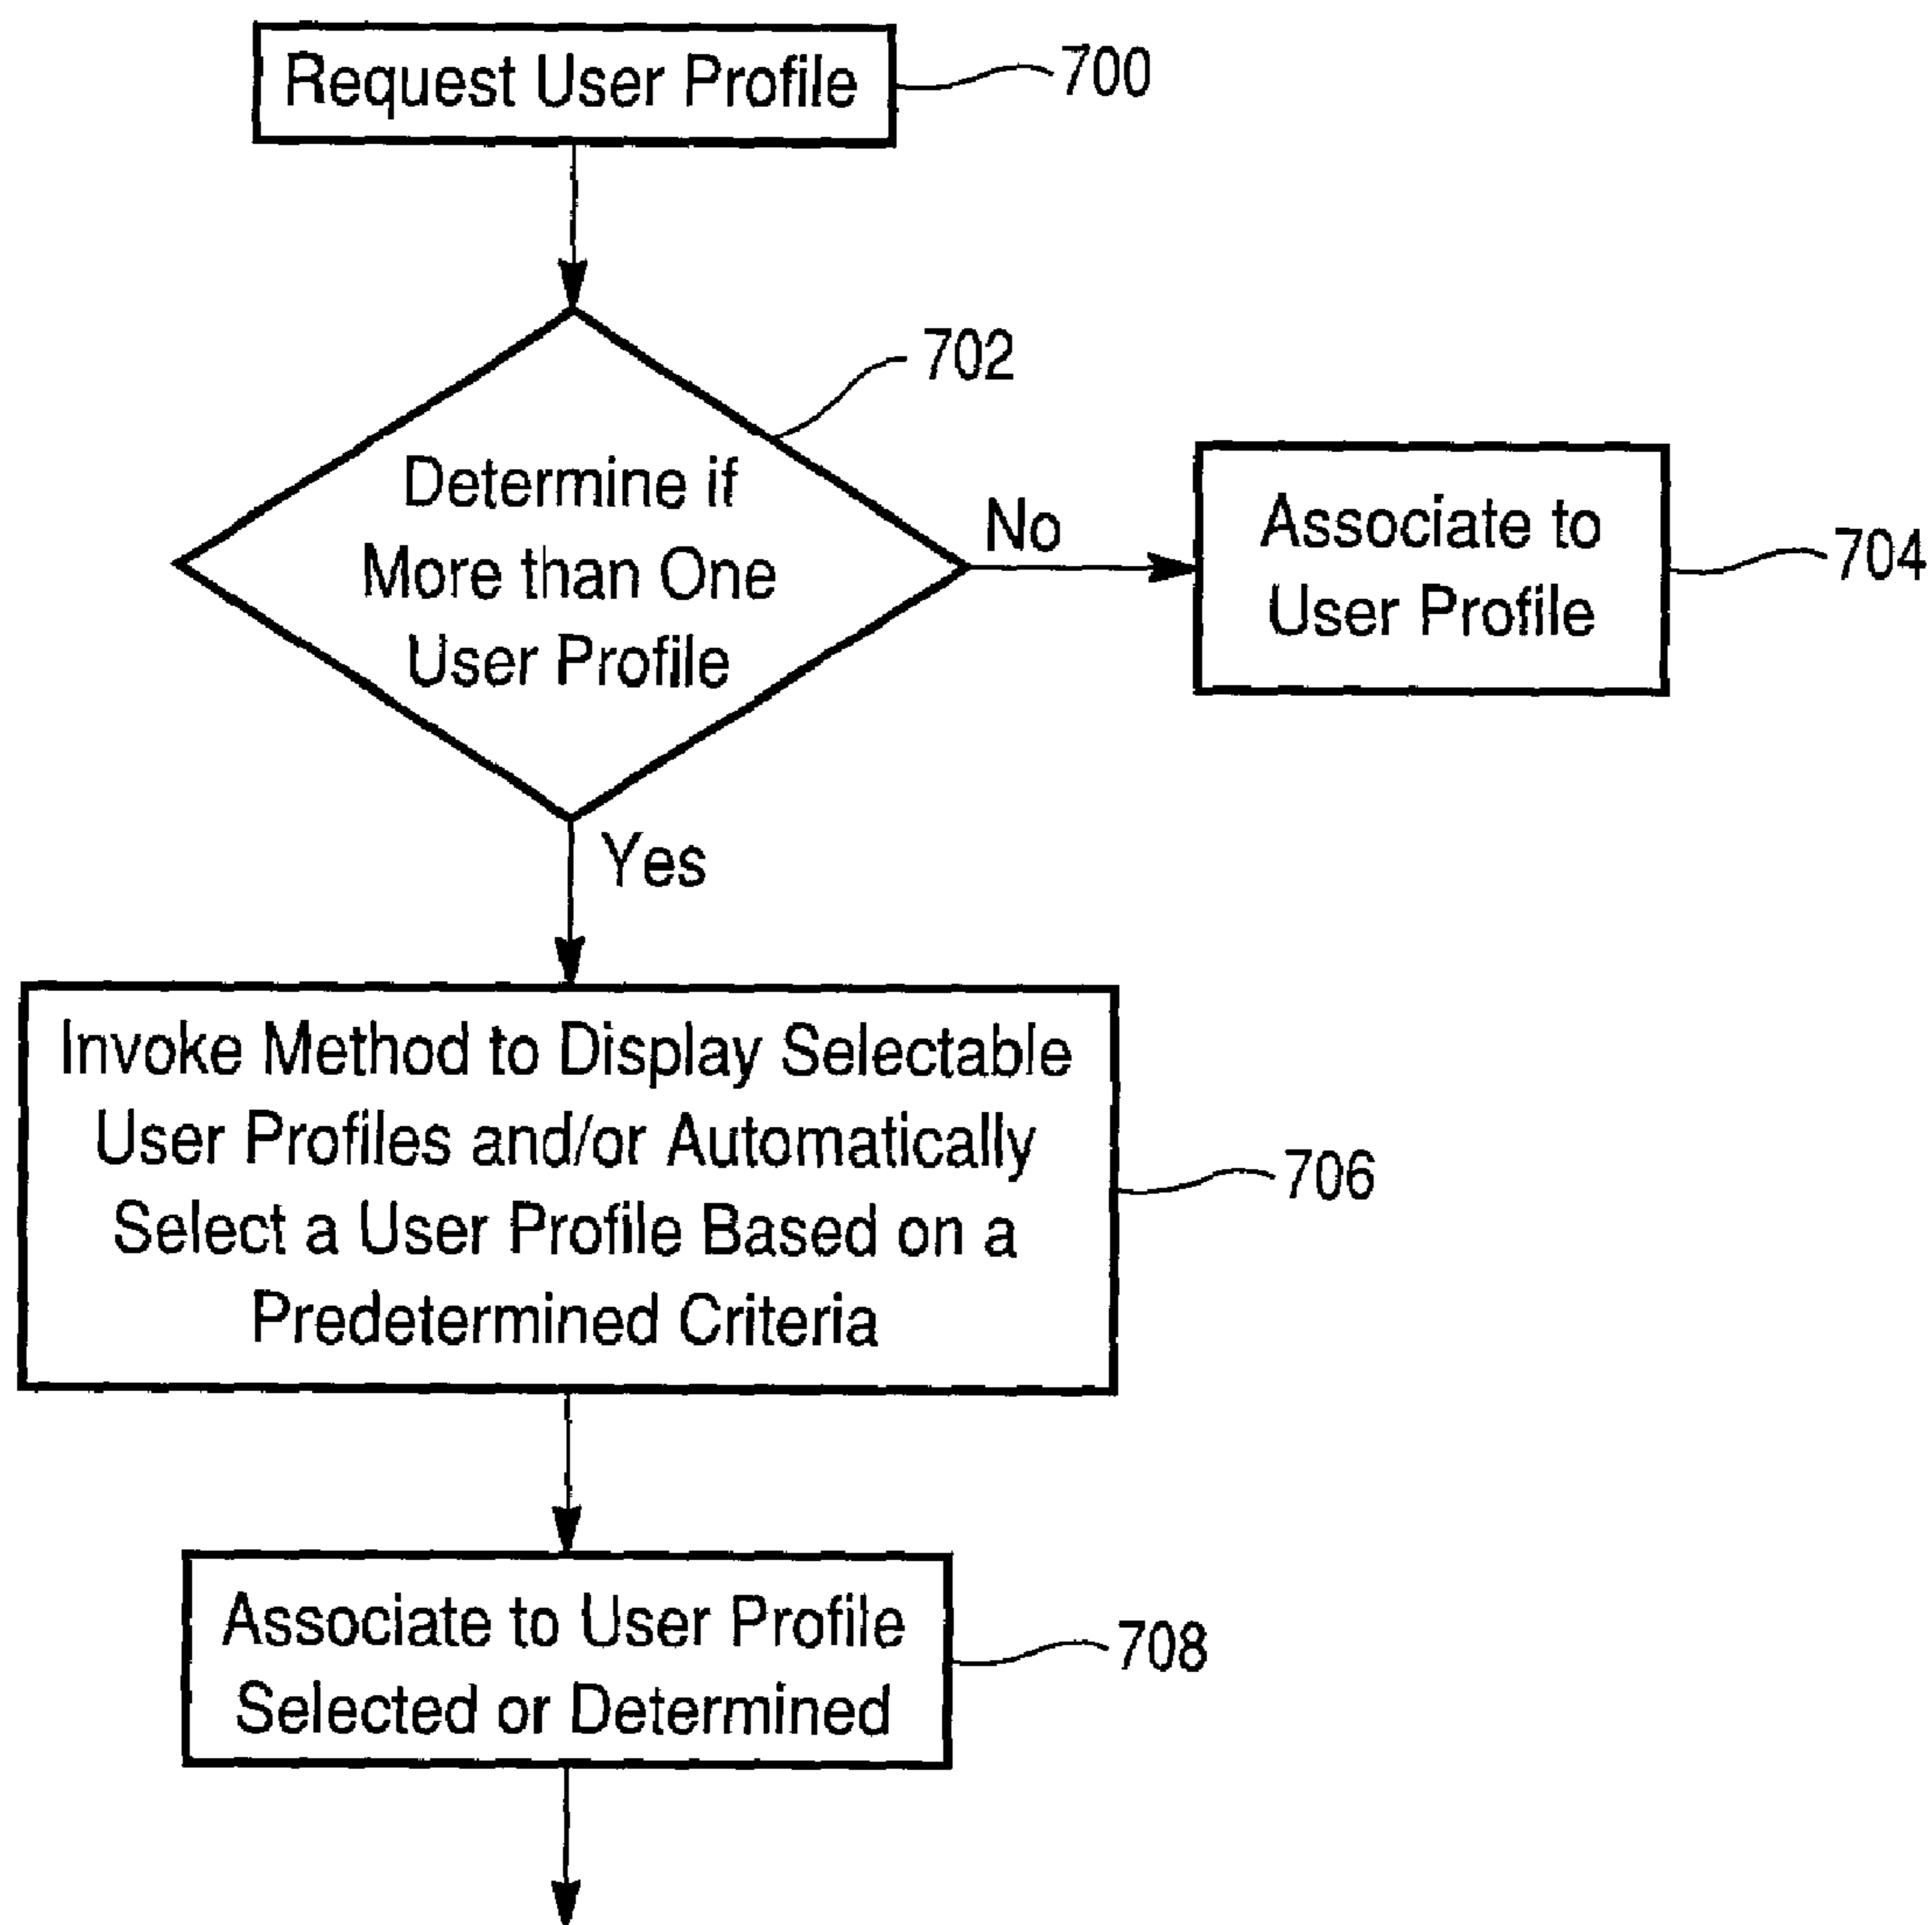 Request User Profile
700
702
Determine if
More than One
User Profile
No
Associate to
User Profile
704
Yes
Invoke Method to Display Selectable
User Profiles and/or Automatically
Select a User Profile Based on a
Predetermined Criteria
706
Associate to User Profile
Selected or Determined
708